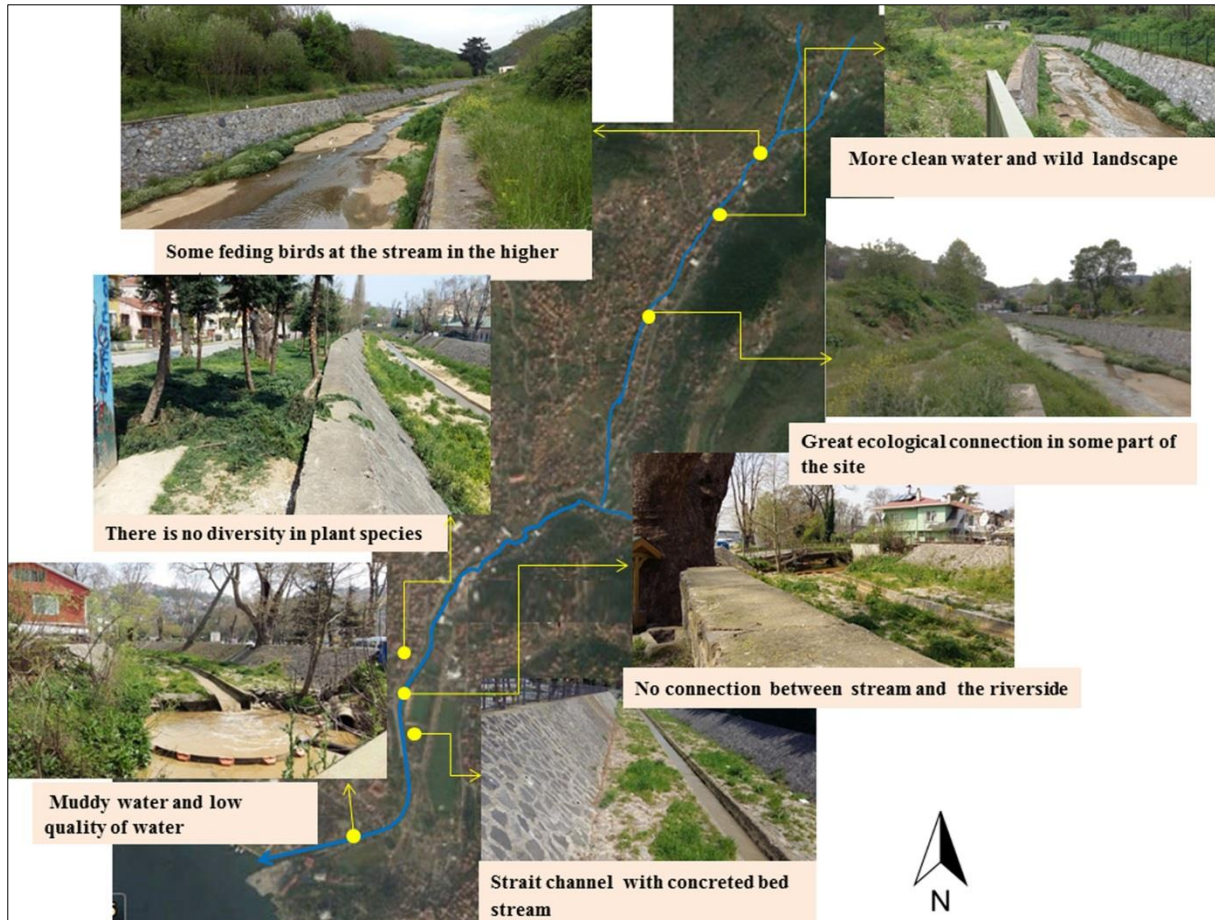 More clean water and wild landscape
Some feding birds at the stream in the higher
Great ecological connection in some part of
the site
There is no diversity in plant species
No connection between stream and the riverside
Muddy water and low
quality of water
Strait channel with concreted bed
stream
N